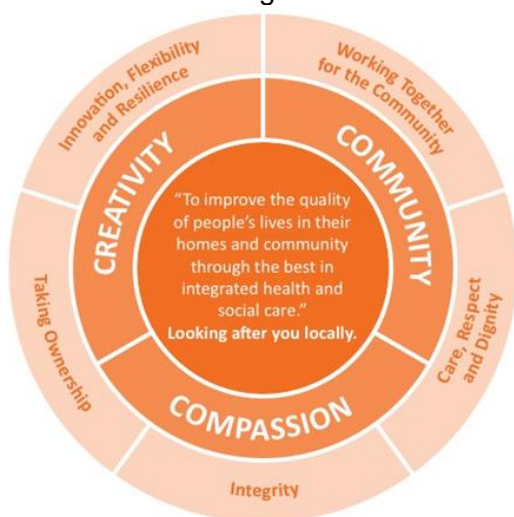 Innovation, Flexibility
and Resilience
Working Together
for the Community
CREATIVITY
COMMUNITY
"To improve the quality
of people's lives in their
homes and community
through the best in
integrated health and
social care."
Looking after you locally.
Taking Ownership
Care, Respect
and Dignity
COMPASSION
Integrity